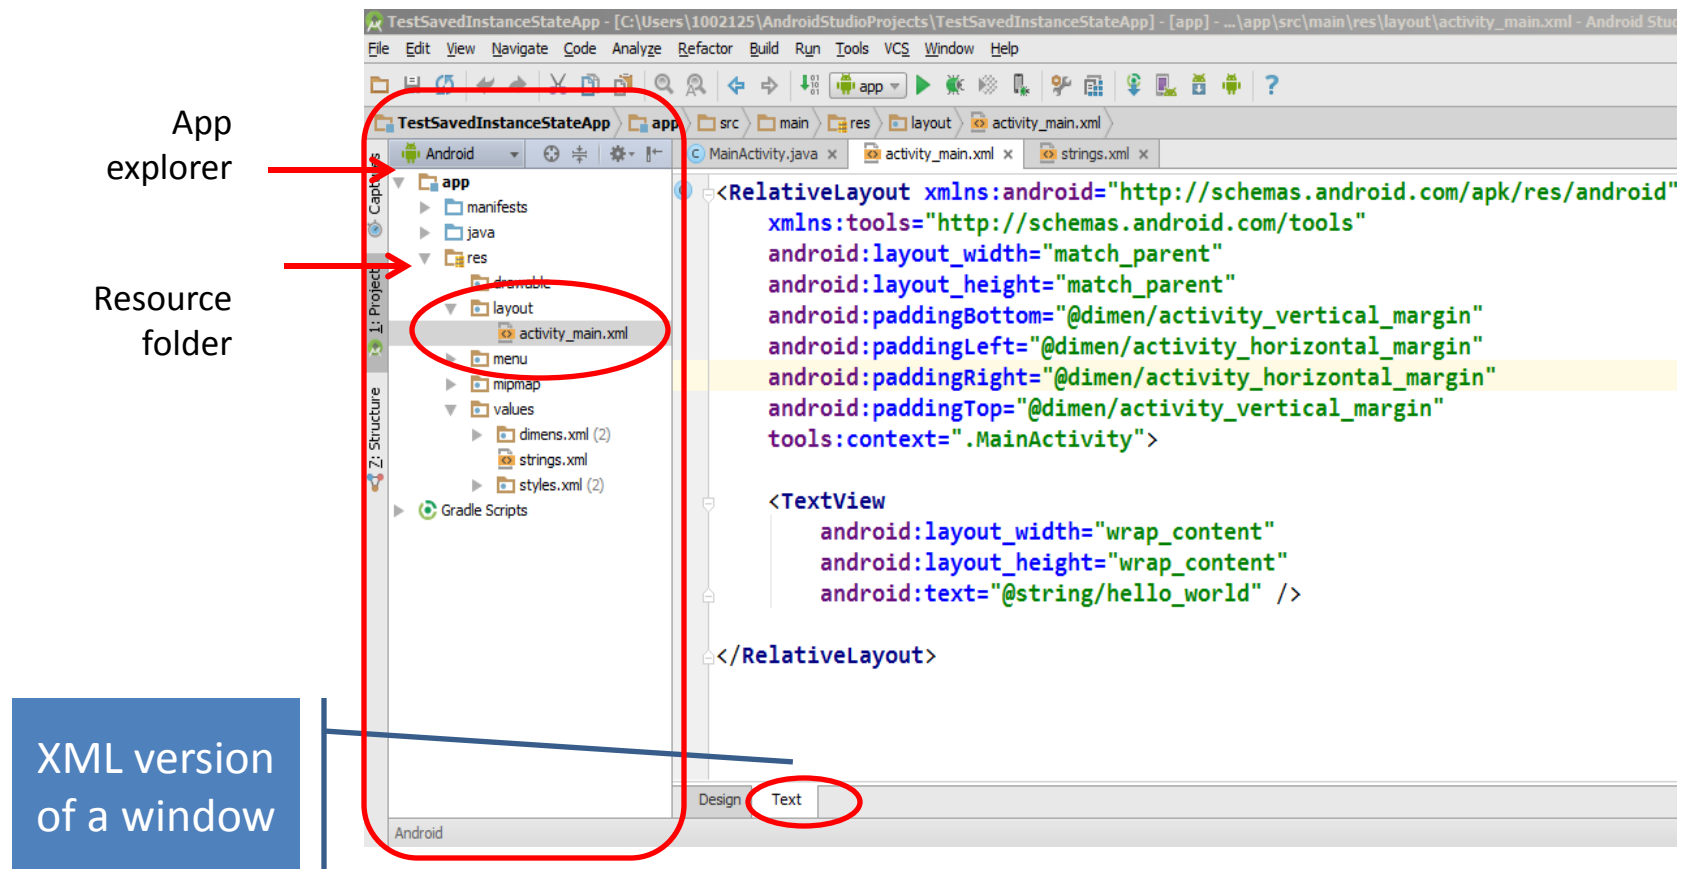 TestSavedInstanceStateApp - [C:\Users\1002125\AndroidStudioProjects\TestSavedInstanceStateApp] - [app] - ...\app\src\main\res\layout\activity_main.xml - Android Stu
File Edit View Navigate Code Analyze Refactor Build Run Tools VCS Window Help
app
TestSavedInstanceStateApp app src main res layout activity_main.xml
Android
MainActivity.java activity_main.xml strings.xml
App
explorer
Resource
folder
Captures
1: Project
7: Structure
app
manifests
java
res
drawable
layout
activity_main.xml
menu
mipmap
values
dimens.xml (2)
strings.xml
styles.xml (2)
Gradle Scripts
<RelativeLayout xmlns:android="http://schemas.android.com/apk/res/android"
xmlns:tools="http://schemas.android.com/tools"
android:layout_width="match_parent"
android:layout_height="match_parent"
android:paddingBottom="@dimen/activity_vertical_margin"
android:paddingLeft="@dimen/activity_horizontal_margin"
android:paddingRight="@dimen/activity_horizontal_margin"
android:paddingTop="@dimen/activity_vertical_margin"
tools:context=".MainActivity">
<TextView
android:layout_width="wrap_content"
android:layout_height="wrap_content"
android:text="@string/hello_world" />
</RelativeLayout>
XML version
of a window
Design Text
Android